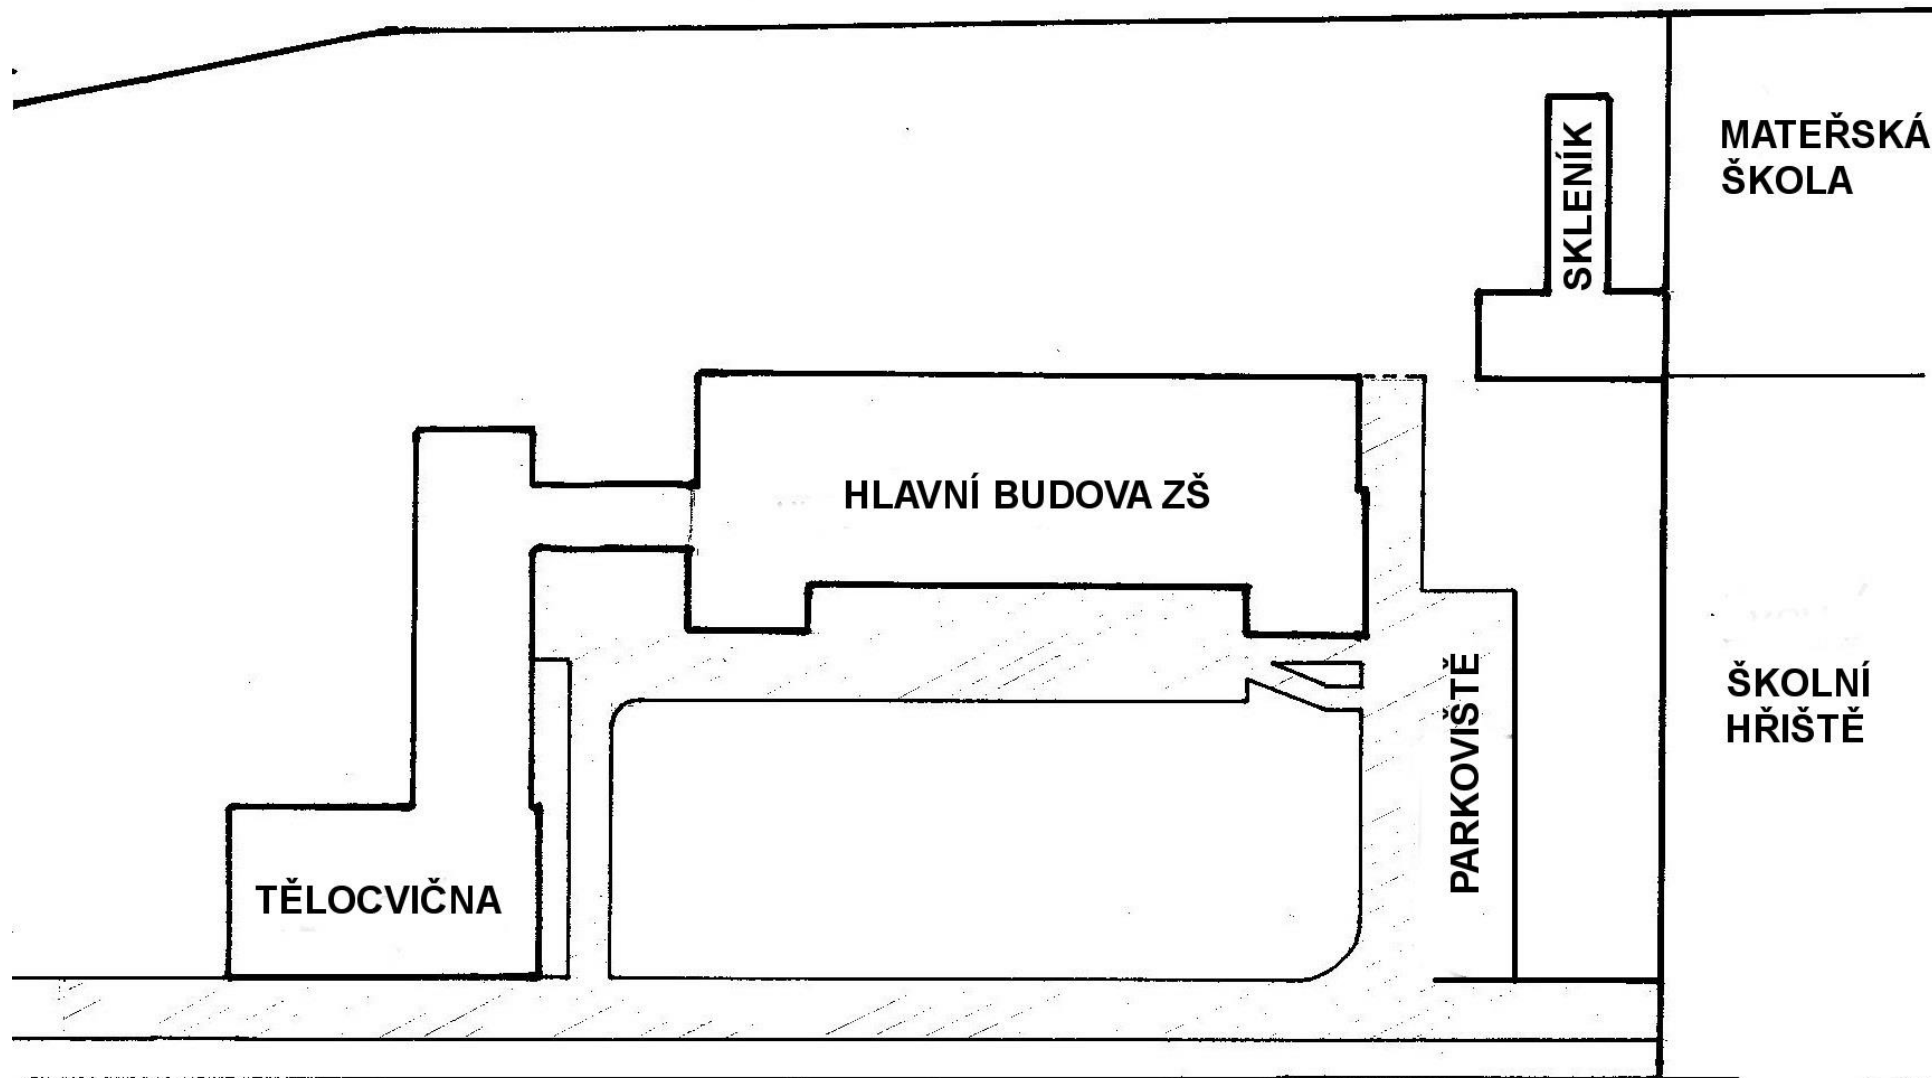 MATEŘSKÁ
ŠKOLA
SKLENÍK
HLAVNÍ BUDOVA ZŠ
ŠKOLNÍ
HŘIŠTĚ
PARKOVIŠTĚ
TĚLOCVIČNA